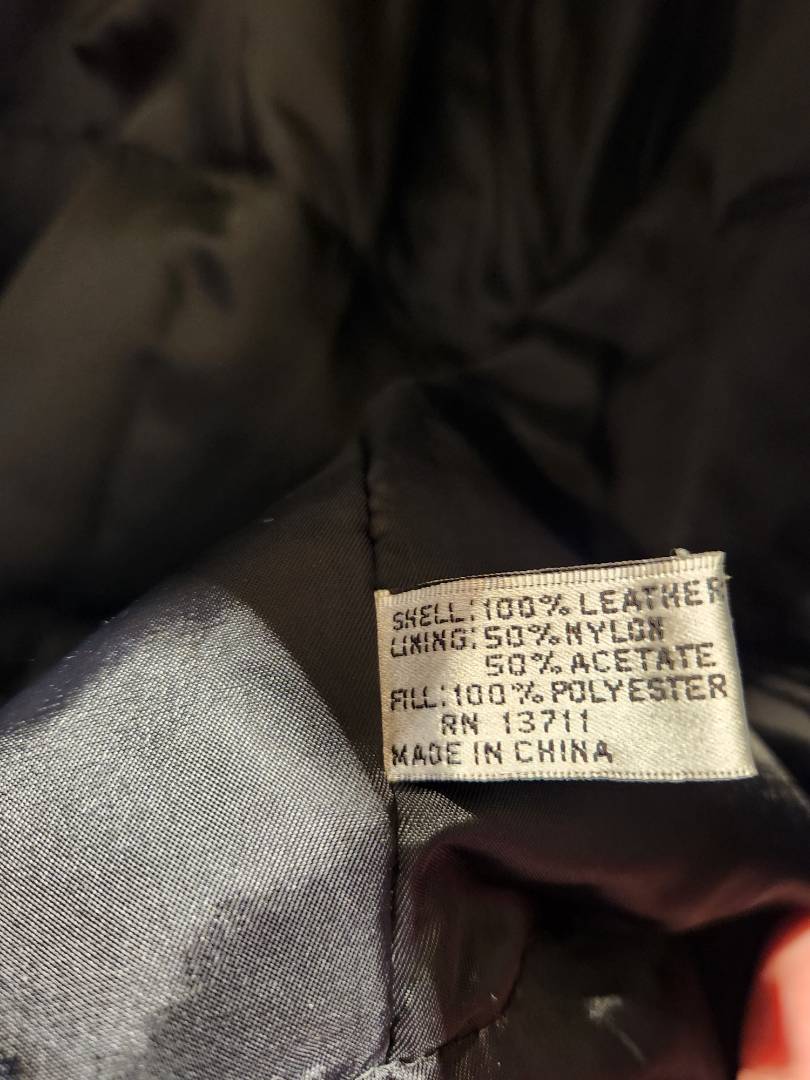 SHELL: 100% LEATHER
LINING: 50% NYLON
50% ACETATE
FILL: 100% POLYESTER
RN 13711
MADE IN CHINA